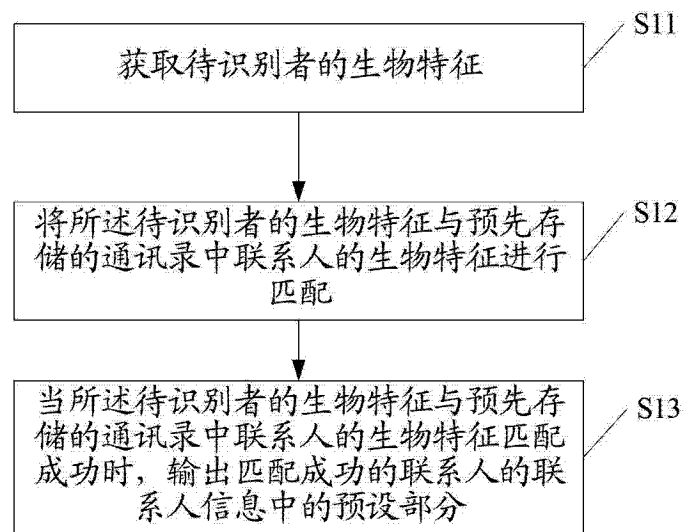 S11
获取待识别者的生物特征
S12
将所述待识别者的生物特征与预先存
储的通讯录中联系人的生物特征进行
匹配
S13
当所述待识别者的生物特征与预先存
储的通讯录中联系人的生物特征匹配
成功时，输出匹配成功的联系人的联
系人信息中的预设部分